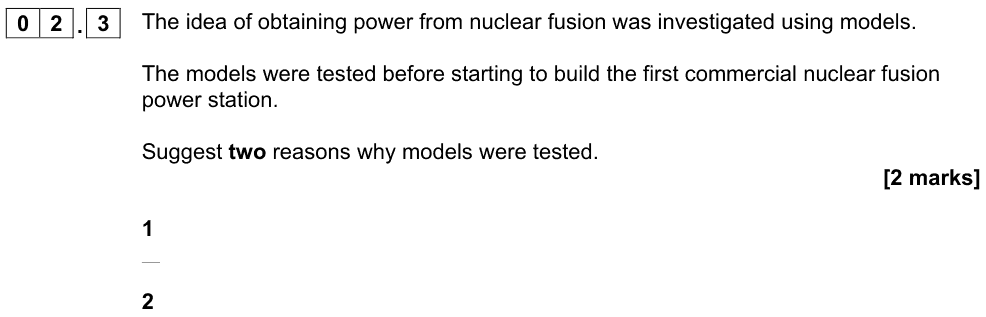 0 2 . 3 The idea of obtaining power from nuclear fusion was investigated using models.
The models were tested before starting to build the first commercial nuclear fusion
power station.
Suggest two reasons why models were tested.
[2 marks]
1
2